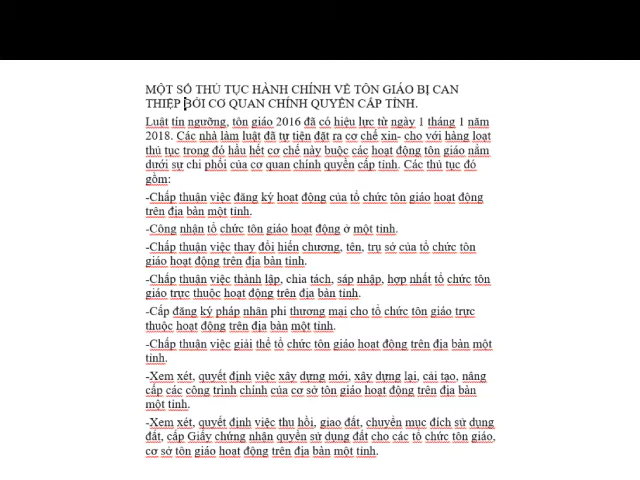 MỘT SỐ THỦ TỤC HÀNH CHÍNH VỀ TÔN GIÁO BỊ CAN
THIỆP BỞI CƠ QUAN CHÍNH QUYỀN CẤP TỈNH.
Luật tín ngưỡng, tôn giáo 2016 đã có hiệu lực từ ngày 1 tháng 1 năm
2018. Các nhà làm luật đã tự tiện đặt ra cơ chế xin- cho với hàng loạt
thủ tục trong đó hầu hết cơ chế này buộc các hoạt động tôn giáo nằm
dưới sự chi phối của cơ quan chính quyền cấp tỉnh. Các thủ tục đó
gồm:
-Chấp thuận việc đăng ký hoạt động của tổ chức tôn giáo hoạt động
trên địa bàn một tỉnh.
-Công nhận tổ chức tôn giáo hoạt động ở một tỉnh.
-Chấp thuận việc thay đổi hiến chương, tên, trụ sở của tổ chức tôn
giáo hoạt động trên địa bàn tỉnh.
-Chấp thuận việc thành lập, chia tách, sáp nhập, hợp nhất tổ chức tôn
giáo trực thuộc hoạt động trên địa bàn tỉnh.
-Cấp đăng ký pháp nhân phi thương mại cho tổ chức tôn giáo trực
thuộc hoạt động trên địa bàn một tỉnh.
-Chấp thuận việc giải thể tổ chức tôn giáo hoạt động trên địa bàn một
tỉnh.
-Xem xét, quyết định việc xây dựng mới, xây dựng lại, cải tạo, nâng
cấp các công trình chính của cơ sở tôn giáo hoạt động trên địa bàn
một tỉnh.
-Xem xét, quyết định việc thu hồi, giao đất, chuyển mục đích sử dụng
đất, cấp Giấy chứng nhận quyền sử dụng đất cho các tổ chức tôn giáo,
cơ sở tôn giáo hoạt động trên địa bàn một tỉnh.